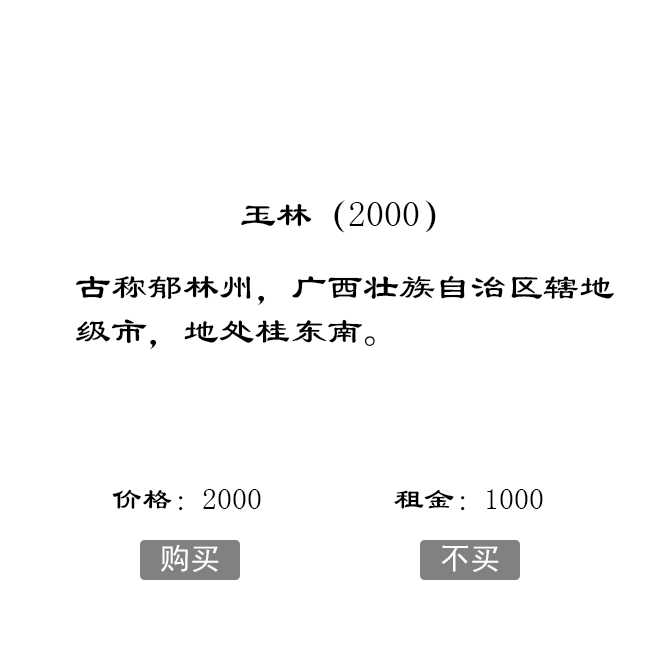 玉林（2000）
古称郁林州，广西壮族自治区辖地
级市，地处桂东南。
价格：2000 租金：1000
购买 不买